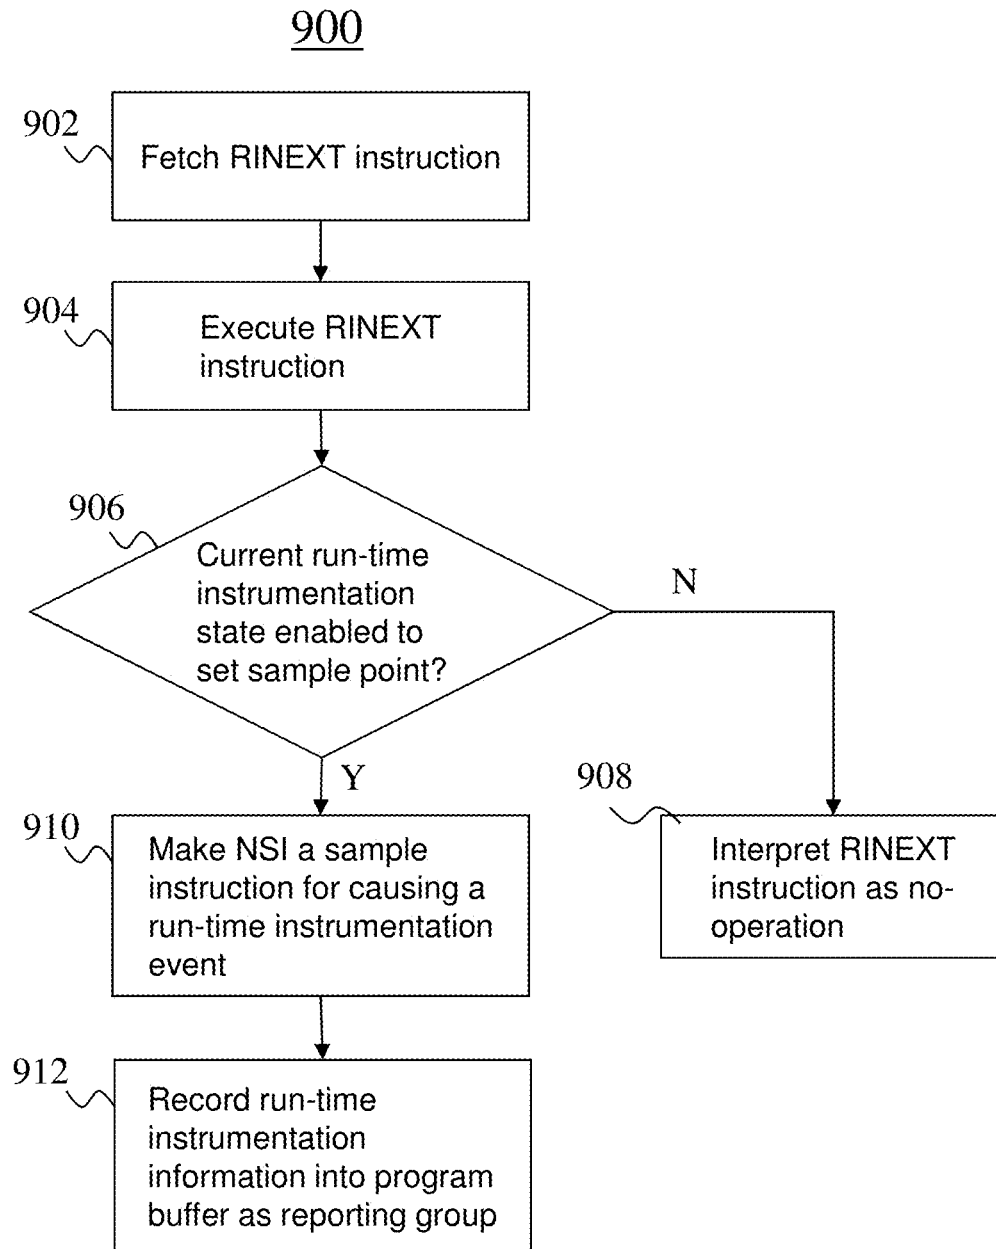 900
902
Fetch RINEXT instruction
904
Execute RINEXT
instruction
906
Current run-time
instrumentation
state enabled to
set sample point?
N
Y
908
Interpret RINEXT
instruction as no-
operation
910
Make NSI a sample
instruction for causing a
run-time instrumentation
event
912
Record run-time
instrumentation
information into program
buffer as reporting group